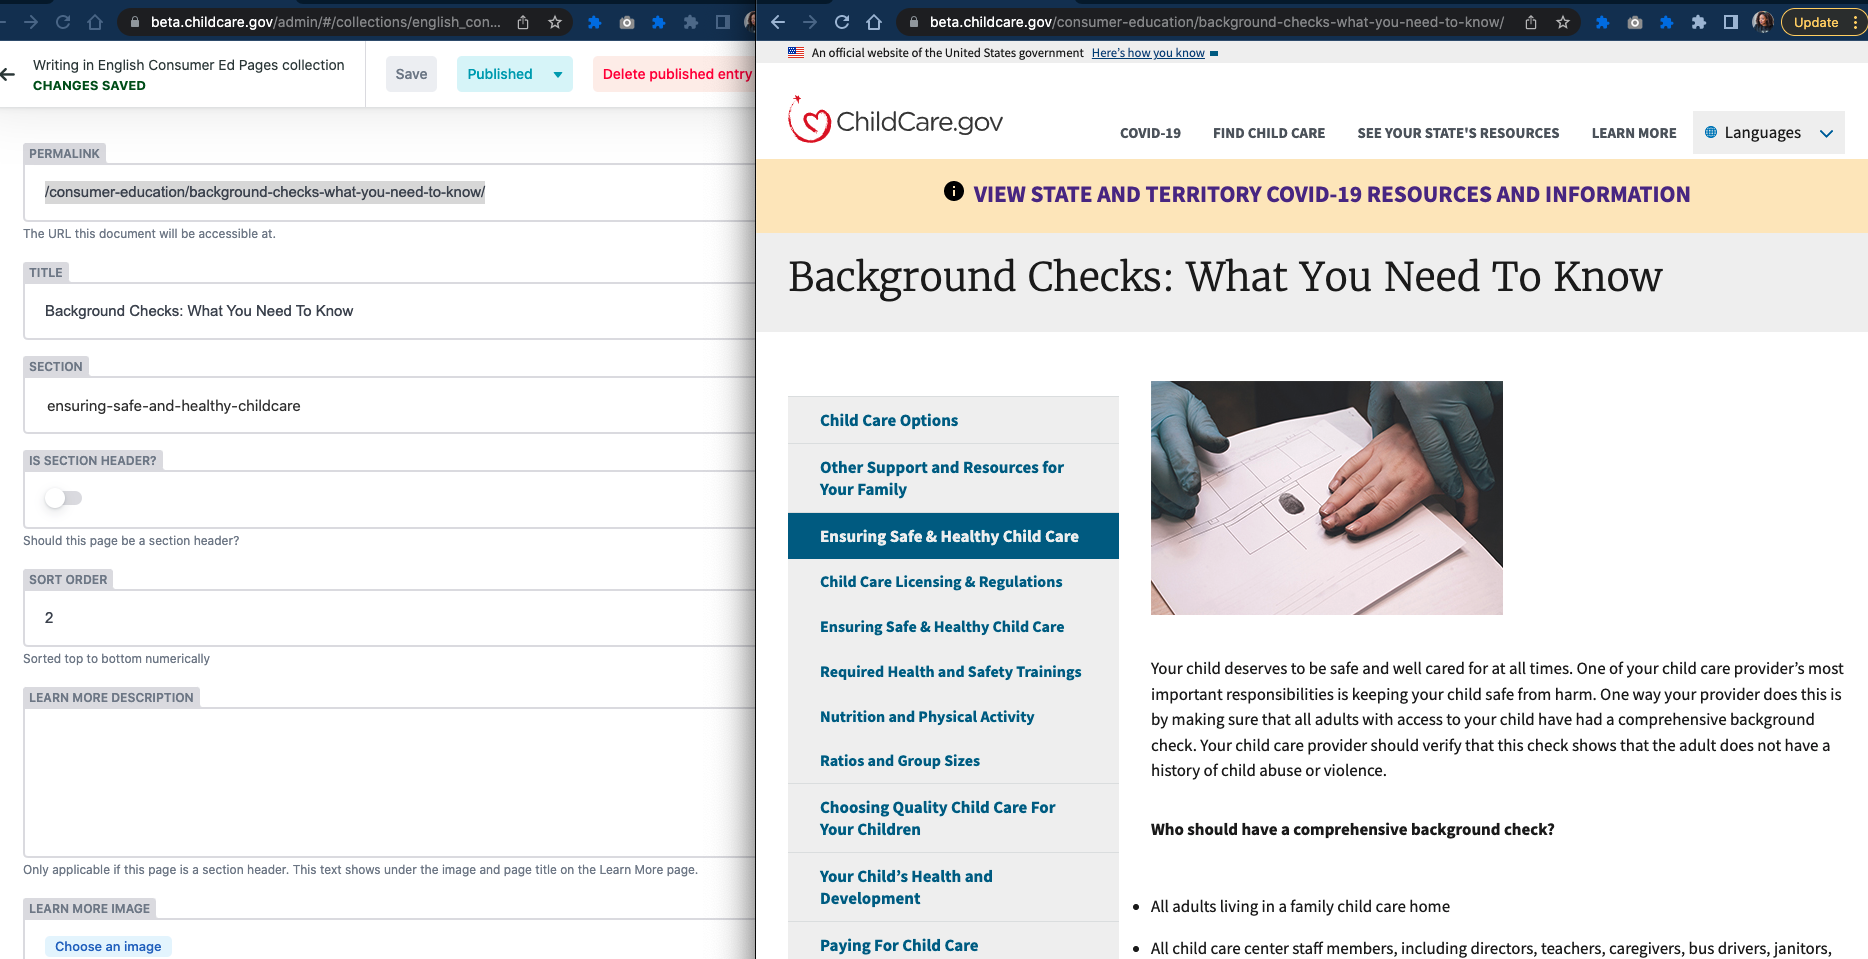 beta.childcare.gov/admin/#/collections/english_con...
Writing in English Consumer Ed Pages collection
CHANGES SAVED
Save
Published
Delete published entry
PERMALINK
/consumer-education/background-checks-what-you-need-to-know/
The URL this document will be accessible at.
TITLE
Background Checks: What You Need To Know
SECTION
ensuring-safe-and-healthy-childcare
IS SECTION HEADER?
Should this page be a section header?
SORT ORDER
2
Sorted top to bottom numerically
LEARN MORE DESCRIPTION
Only applicable if this page is a section header. This text shows under the image and page title on the Learn More page.
LEARN MORE IMAGE
Choose an image
beta.childcare.gov/consumer-education/background-checks-what-you-need-to-know/
Update
An official website of the United States government Here's how you know
ChildCare.gov
COVID-19 FIND CHILD CARE SEE YOUR STATE'S RESOURCES LEARN MORE Languages
VIEW STATE AND TERRITORY COVID-19 RESOURCES AND INFORMATION
Background Checks: What You Need To Know
Child Care Options
Other Support and Resources for
Your Family
Ensuring Safe & Healthy Child Care
Child Care Licensing & Regulations
Ensuring Safe & Healthy Child Care
Required Health and Safety Trainings
Nutrition and Physical Activity
Ratios and Group Sizes
Choosing Quality Child Care For
Your Children
Your Child’s Health and
Development
Paying For Child Care
Your child deserves to be safe and well cared for at all times. One of your child care provider’s most
important responsibilities is keeping your child safe from harm. One way your provider does this is
by making sure that all adults with access to your child have had a comprehensive background
check. Your child care provider should verify that this check shows that the adult does not have a
history of child abuse or violence.
Who should have a comprehensive background check?
All adults living in a family child care home
All child care center staff members, including directors, teachers, caregivers, bus drivers, janitors,